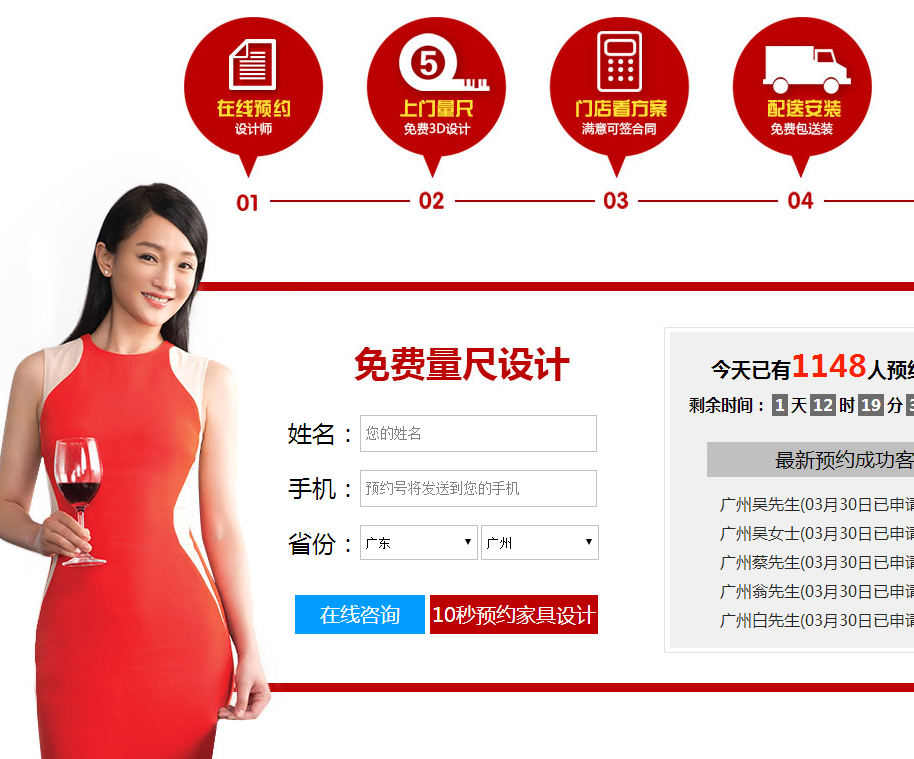 在线预约
设计师
5
上门量尺
免费3D设计
门店看方案
满意可签合同
配送安装
免费包送装
01
02
03
04
免费量尺设计
姓名：
您的姓名
手机：
预约号将发送到您的手机
省份：
广东
广州
在线咨询
10秒预约家具设计
今天已有1148人预约
剩余时间： 1 天 12 时 19 分
最新预约成功客
广州吴先生(03月30日已申请
广州吴女士(03月30日已申请
广州蔡先生(03月30日已申请
广州翁先生(03月30日已申请
广州白先生(03月30日已申请